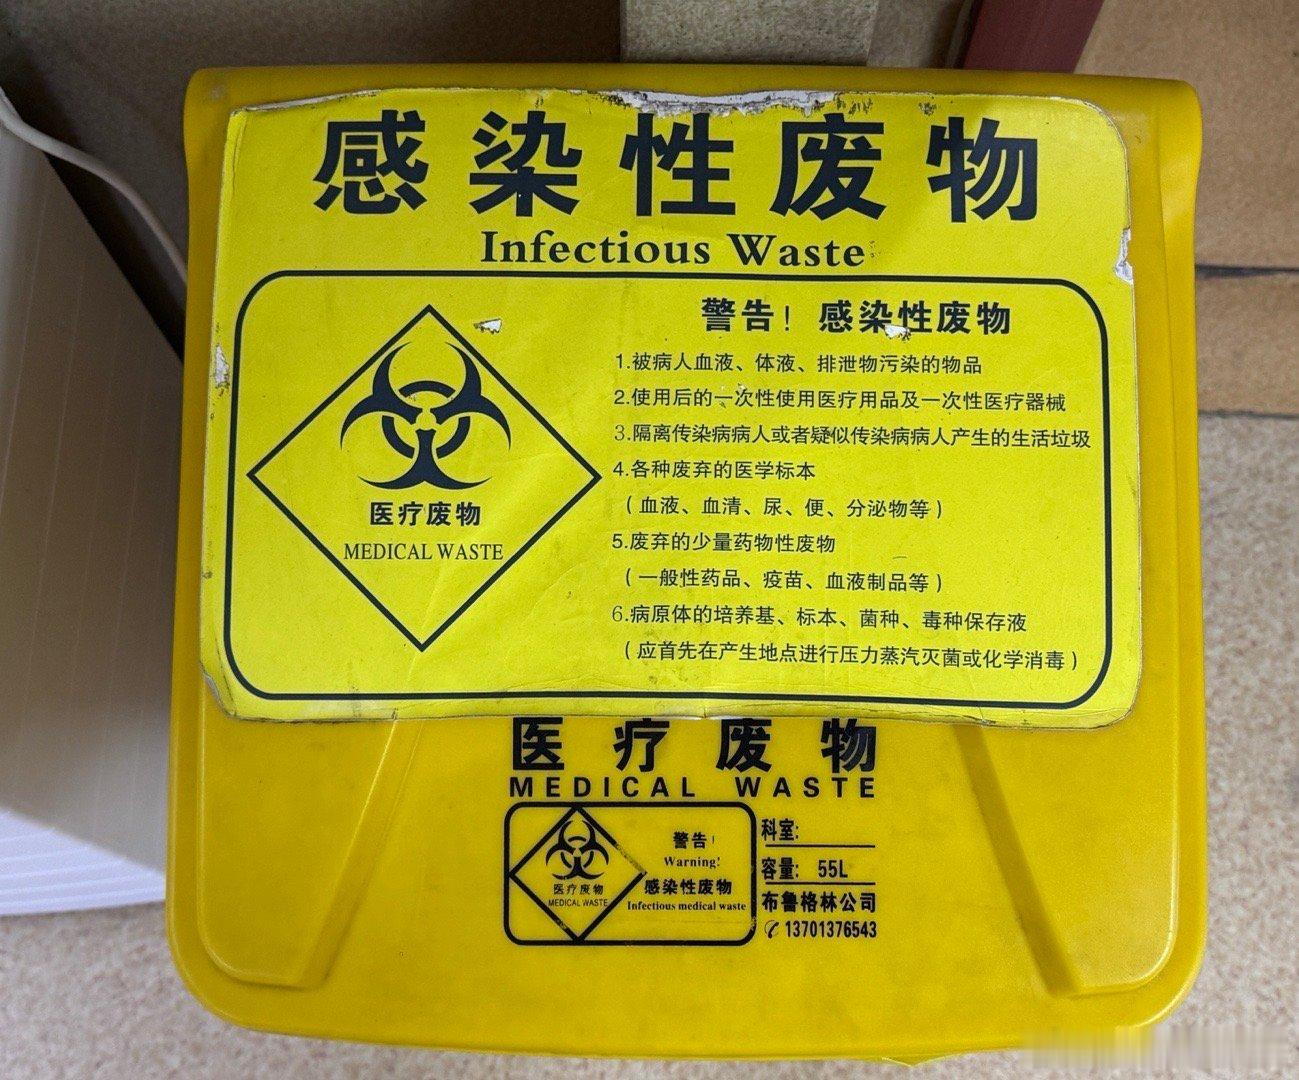 感染性废物
Infectious Waste
警告！感染性废物
1.被病人血液、体液、排泄物污染的物品
2.使用后的一次性使用医疗用品及一次性医疗器械
3.隔离传染病病人或者疑似传染病病人产生的生活垃圾
4.各种废弃的医学标本
（血液、血清、尿、便、分泌物等）
5.废弃的少量药物性废物
（一般性药品、疫苗、血液制品等）
6.病原体的培养基、标本、菌种、毒种保存液
（应首先在产生地点进行压力蒸汽灭菌或化学消毒）
医疗废物
MEDICAL WASTE
医疗废物
MEDICAL WASTE
医疗废物
MEDICAL WASTE
警告！
Warning!
感染性废物
Infectious medical waste
科室:
容量: 55L
布鲁格林公司
✆ 13701376543